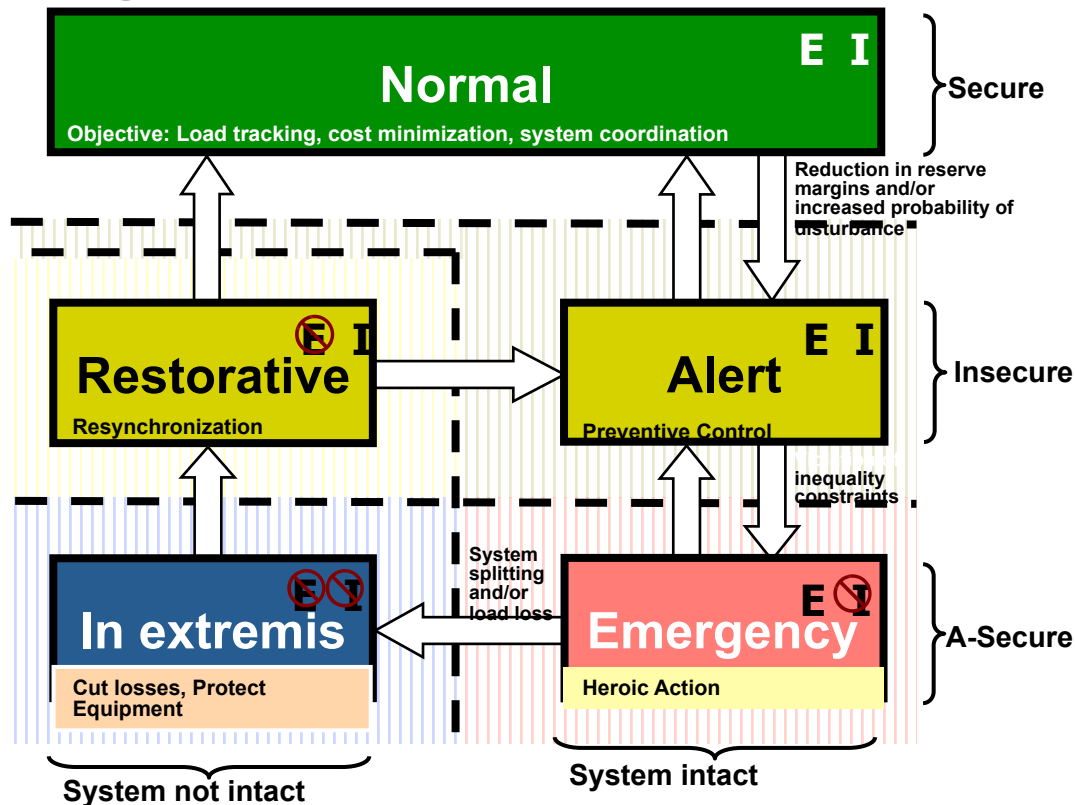 E I
Normal
Objective: Load tracking, cost minimization, system coordination
Secure
Reduction in reserve
margins and/or
increased probability of
disturbance
E I
Restorative
Resynchronization
E I
Alert
Preventive Control
Insecure
inequality
constraints
E I
In extremis
Cut losses, Protect
Equipment
System
splitting
and/or
load loss
E I
Emergency
Heroic Action
A-Secure
System not intact
System intact